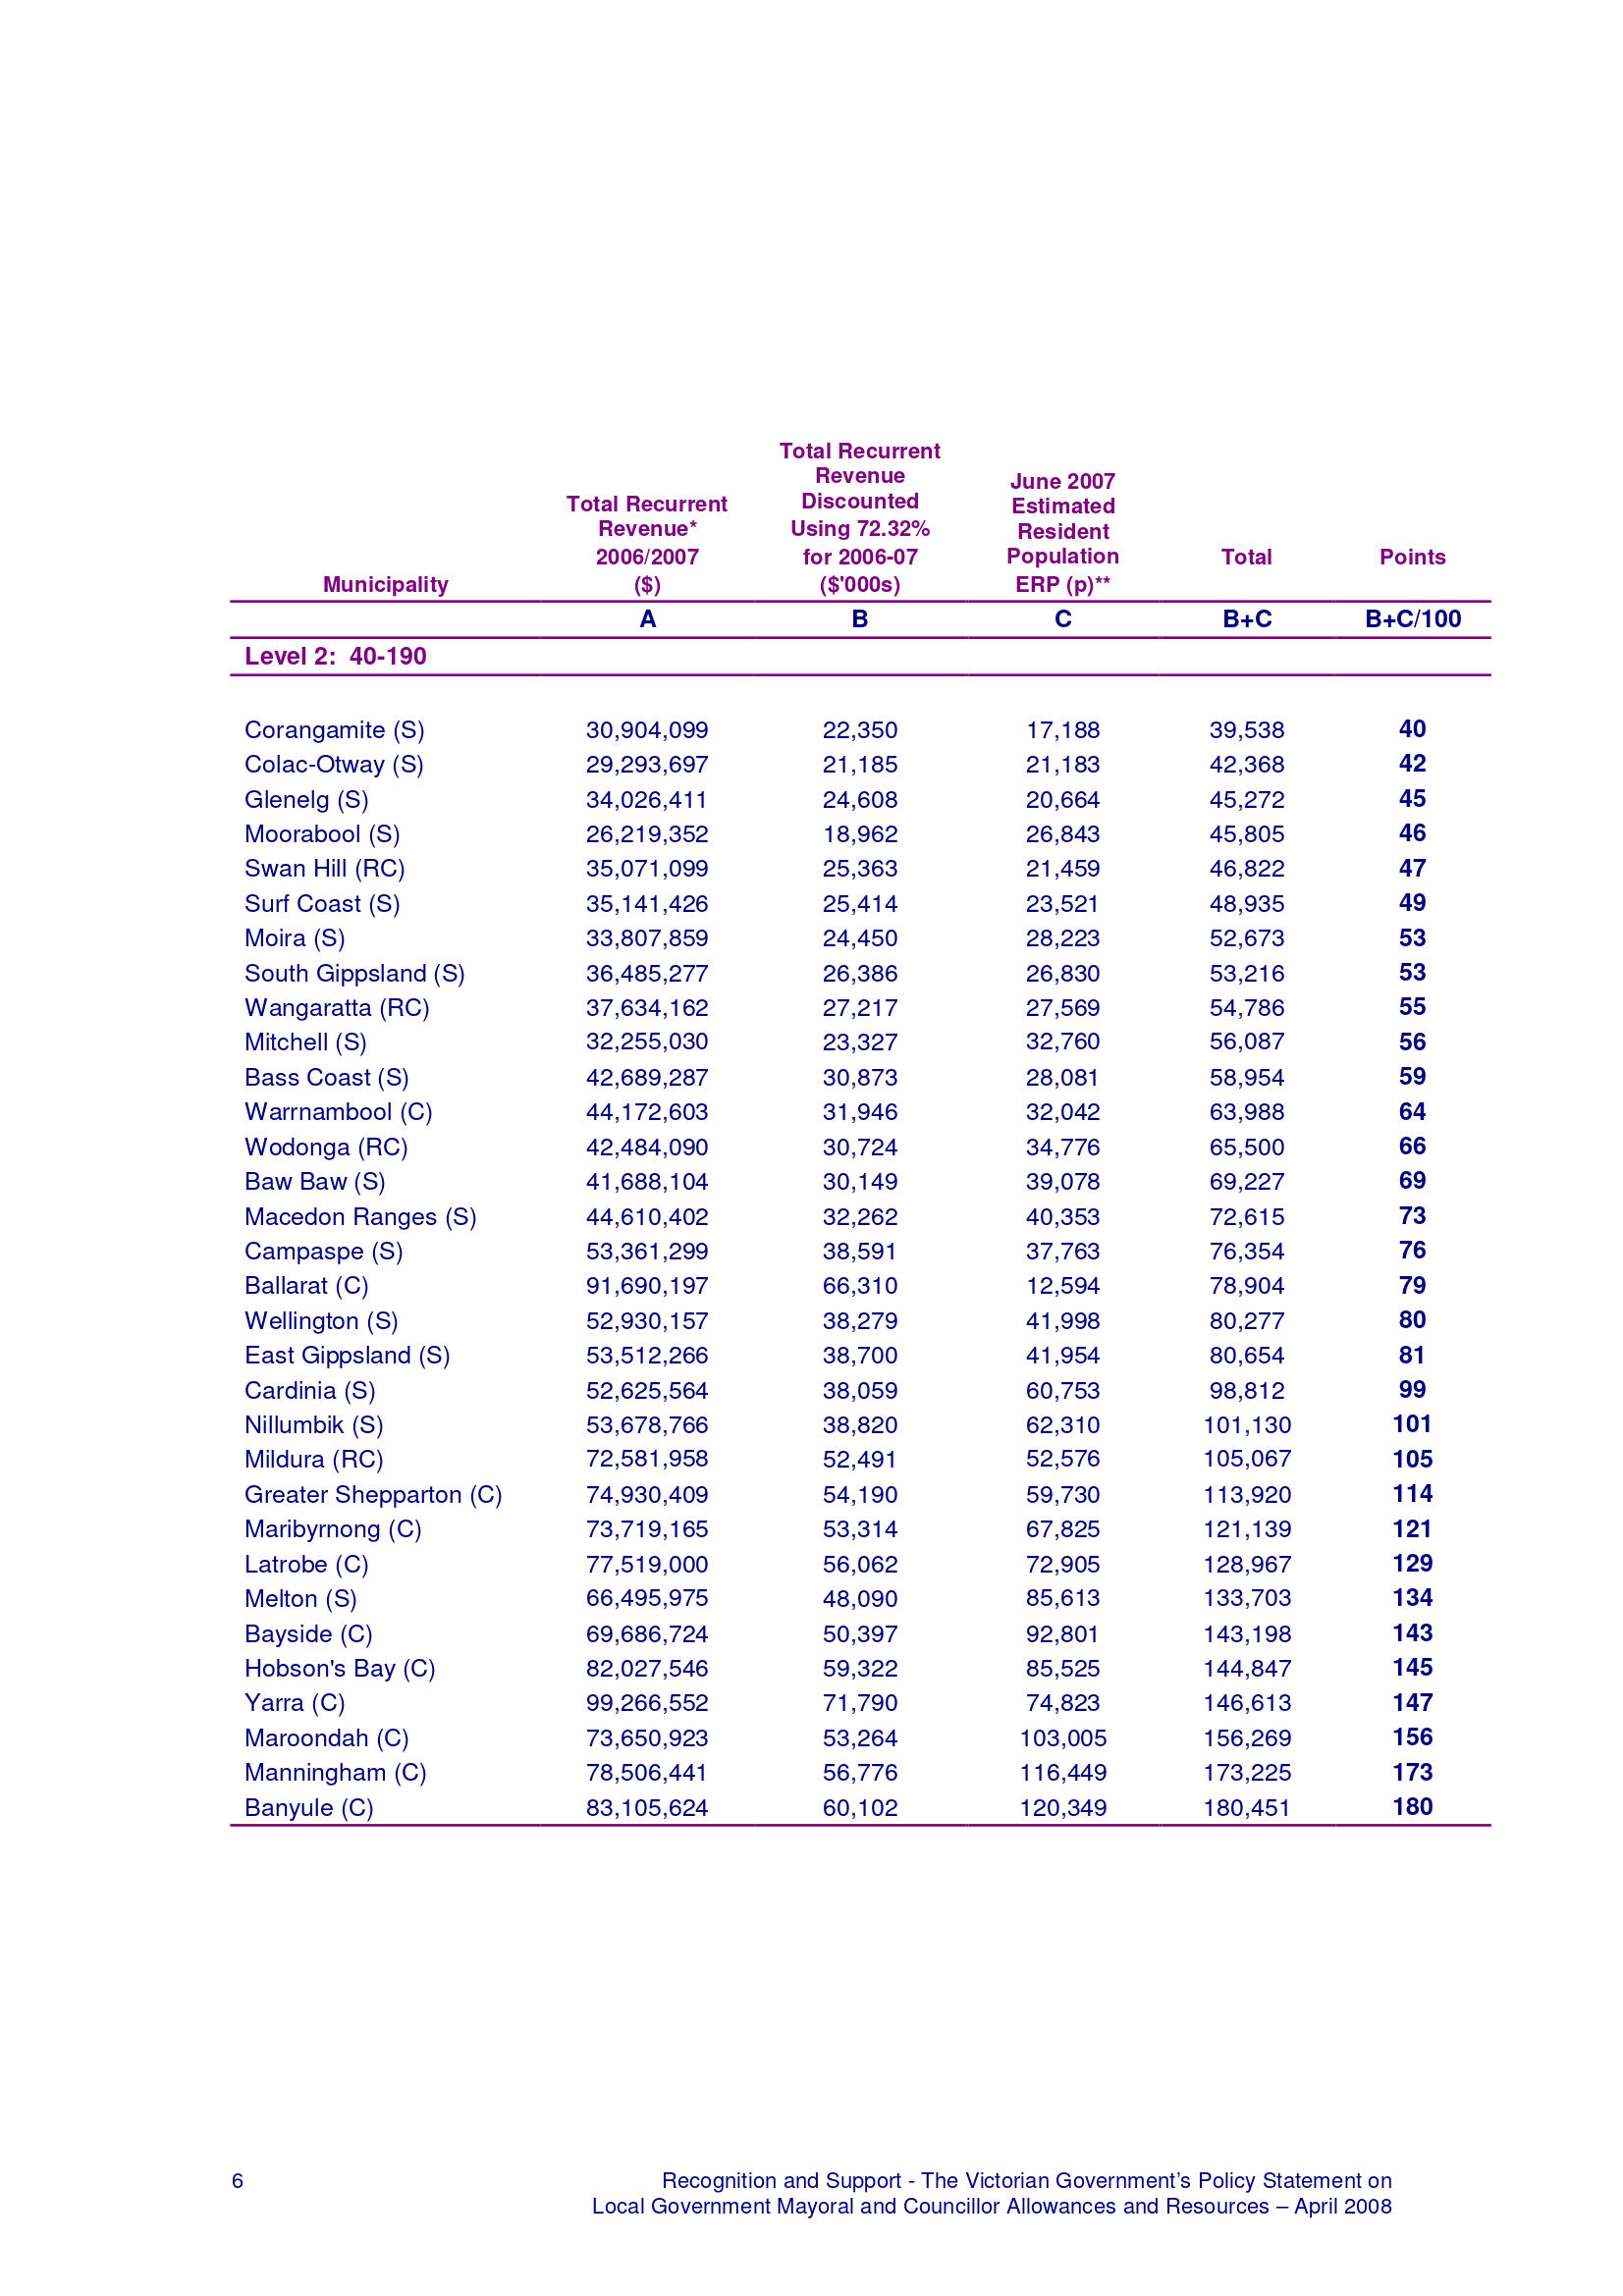 Municipality Total Recurrent Revenue* 2006/2007 ($) Total Recurrent Revenue Discounted Using 72.32% for 2006-07 ($'000s) June 2007 Estimated Resident Population ERP (p)** Total Points
A B C B+C B+C/100
Level 2: 40-190
Corangamite (S) 30,904,099 22,350 17,188 39,538 40
Colac-Otway (S) 29,293,697 21,185 21,183 42,368 42
Glenelg (S) 34,026,411 24,608 20,664 45,272 45
Moorabool (S) 26,219,352 18,962 26,843 45,805 46
Swan Hill (RC) 35,071,099 25,363 21,459 46,822 47
Surf Coast (S) 35,141,426 25,414 23,521 48,935 49
Moira (S) 33,807,859 24,450 28,223 52,673 53
South Gippsland (S) 36,485,277 26,386 26,830 53,216 53
Wangaratta (RC) 37,634,162 27,217 27,569 54,786 55
Mitchell (S) 32,255,030 23,327 32,760 56,087 56
Bass Coast (S) 42,689,287 30,873 28,081 58,954 59
Warrnambool (C) 44,172,603 31,946 32,042 63,988 64
Wodonga (RC) 42,484,090 30,724 34,776 65,500 66
Baw Baw (S) 41,688,104 30,149 39,078 69,227 69
Macedon Ranges (S) 44,610,402 32,262 40,353 72,615 73
Campaspe (S) 53,361,299 38,591 37,763 76,354 76
Ballarat (C) 91,690,197 66,310 12,594 78,904 79
Wellington (S) 52,930,157 38,279 41,998 80,277 80
East Gippsland (S) 53,512,266 38,700 41,954 80,654 81
Cardinia (S) 52,625,564 38,059 60,753 98,812 99
Nillumbik (S) 53,678,766 38,820 62,310 101,130 101
Mildura (RC) 72,581,958 52,491 52,576 105,067 105
Greater Shepparton (C) 74,930,409 54,190 59,730 113,920 114
Maribyrnong (C) 73,719,165 53,314 67,825 121,139 121
Latrobe (C) 77,519,000 56,062 72,905 128,967 129
Melton (S) 66,495,975 48,090 85,613 133,703 134
Bayside (C) 69,686,724 50,397 92,801 143,198 143
Hobson's Bay (C) 82,027,546 59,322 85,525 144,847 145
Yarra (C) 99,266,552 71,790 74,823 146,613 147
Maroondah (C) 73,650,923 53,264 103,005 156,269 156
Manningham (C) 78,506,441 56,776 116,449 173,225 173
Banyule (C) 83,105,624 60,102 120,349 180,451 180
6 Recognition and Support - The Victorian Government’s Policy Statement on
Local Government Mayoral and Councillor Allowances and Resources – April 2008